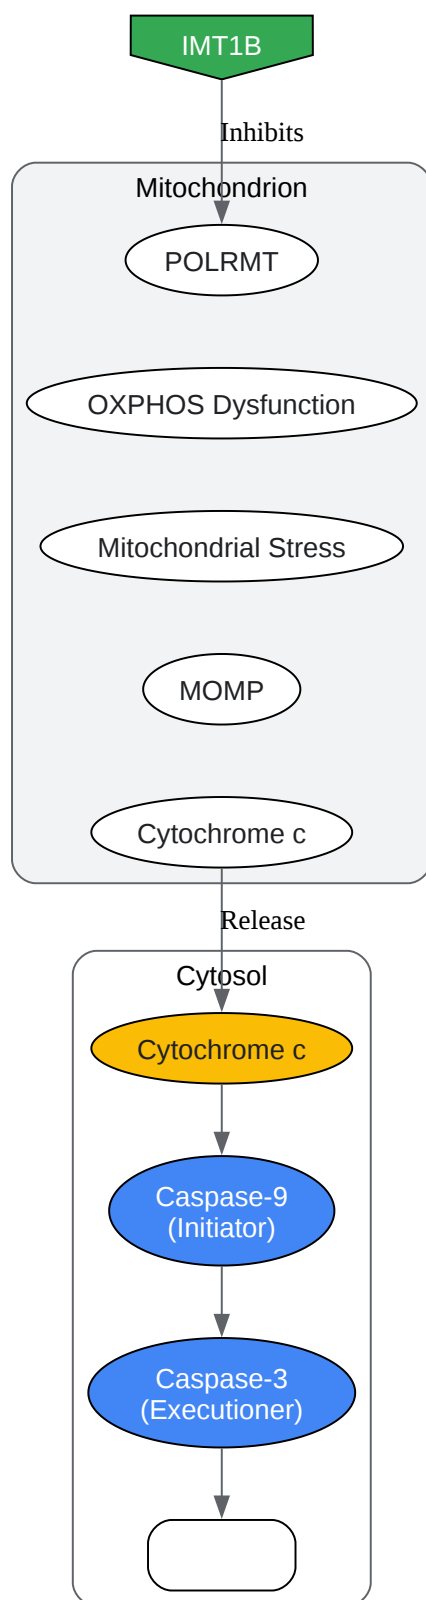 IMT1B
Inhibits
Mitochondrion
POLRMT
OXPHOS Dysfunction
Mitochondrial Stress
MOMP
Cytochrome c
Release
Cytosol
Cytochrome c
Caspase-9
(Initiator)
Caspase-3
(Executioner)